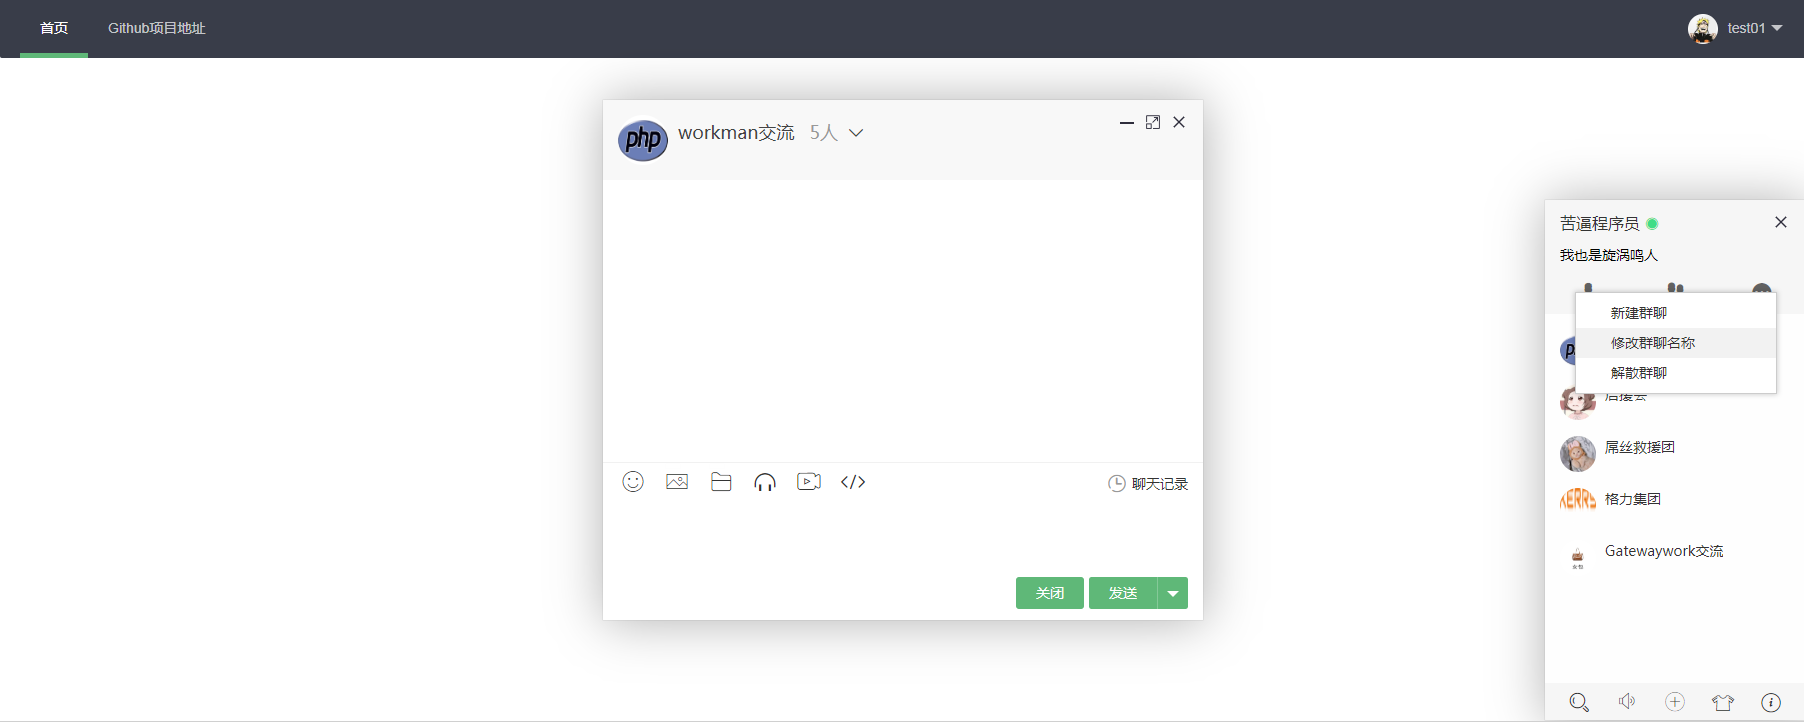 首页
Github项目地址
test01
php
workman交流 5人
聊天记录
关闭
发送
苦逼程序员
我也是旋涡鸣人
新建群聊
修改群聊名称
解散群聊
后援会
屌丝救援团
格力集团
Gatewaywork交流